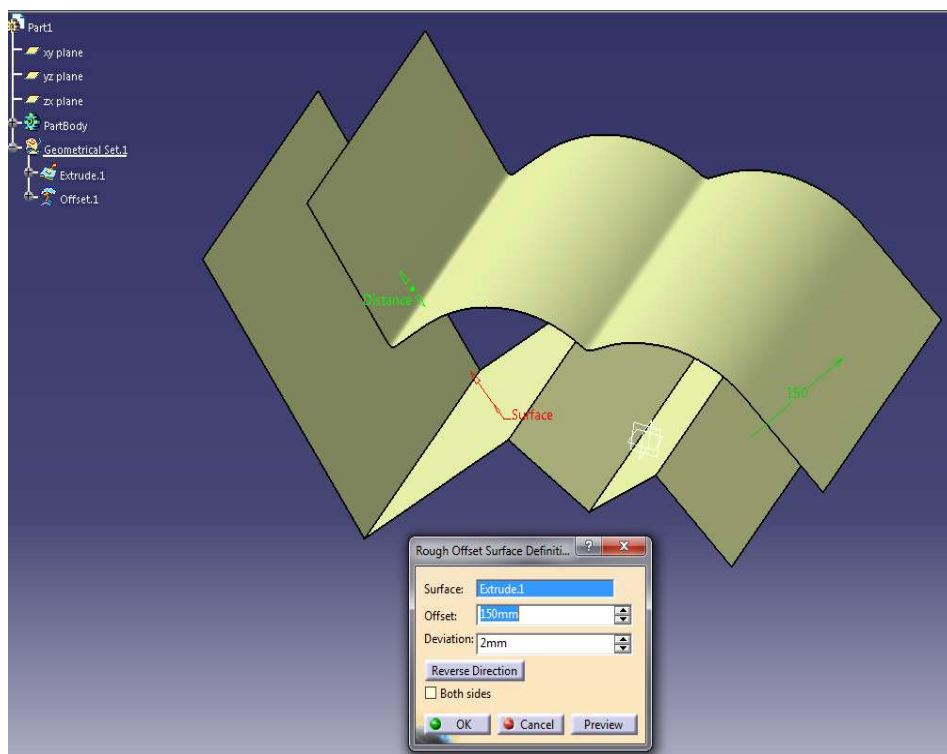 Part1
xy plane
yz plane
zx plane
PartBody
Geometrical Set.1
Extrude.1
Offset.1
Distance
Surface
150
Rough Offset Surface Definiti...
Surface: Extrude.1
Offset: 150mm
Deviation: 2mm
Reverse Direction
Both sides
OK Cancel Preview